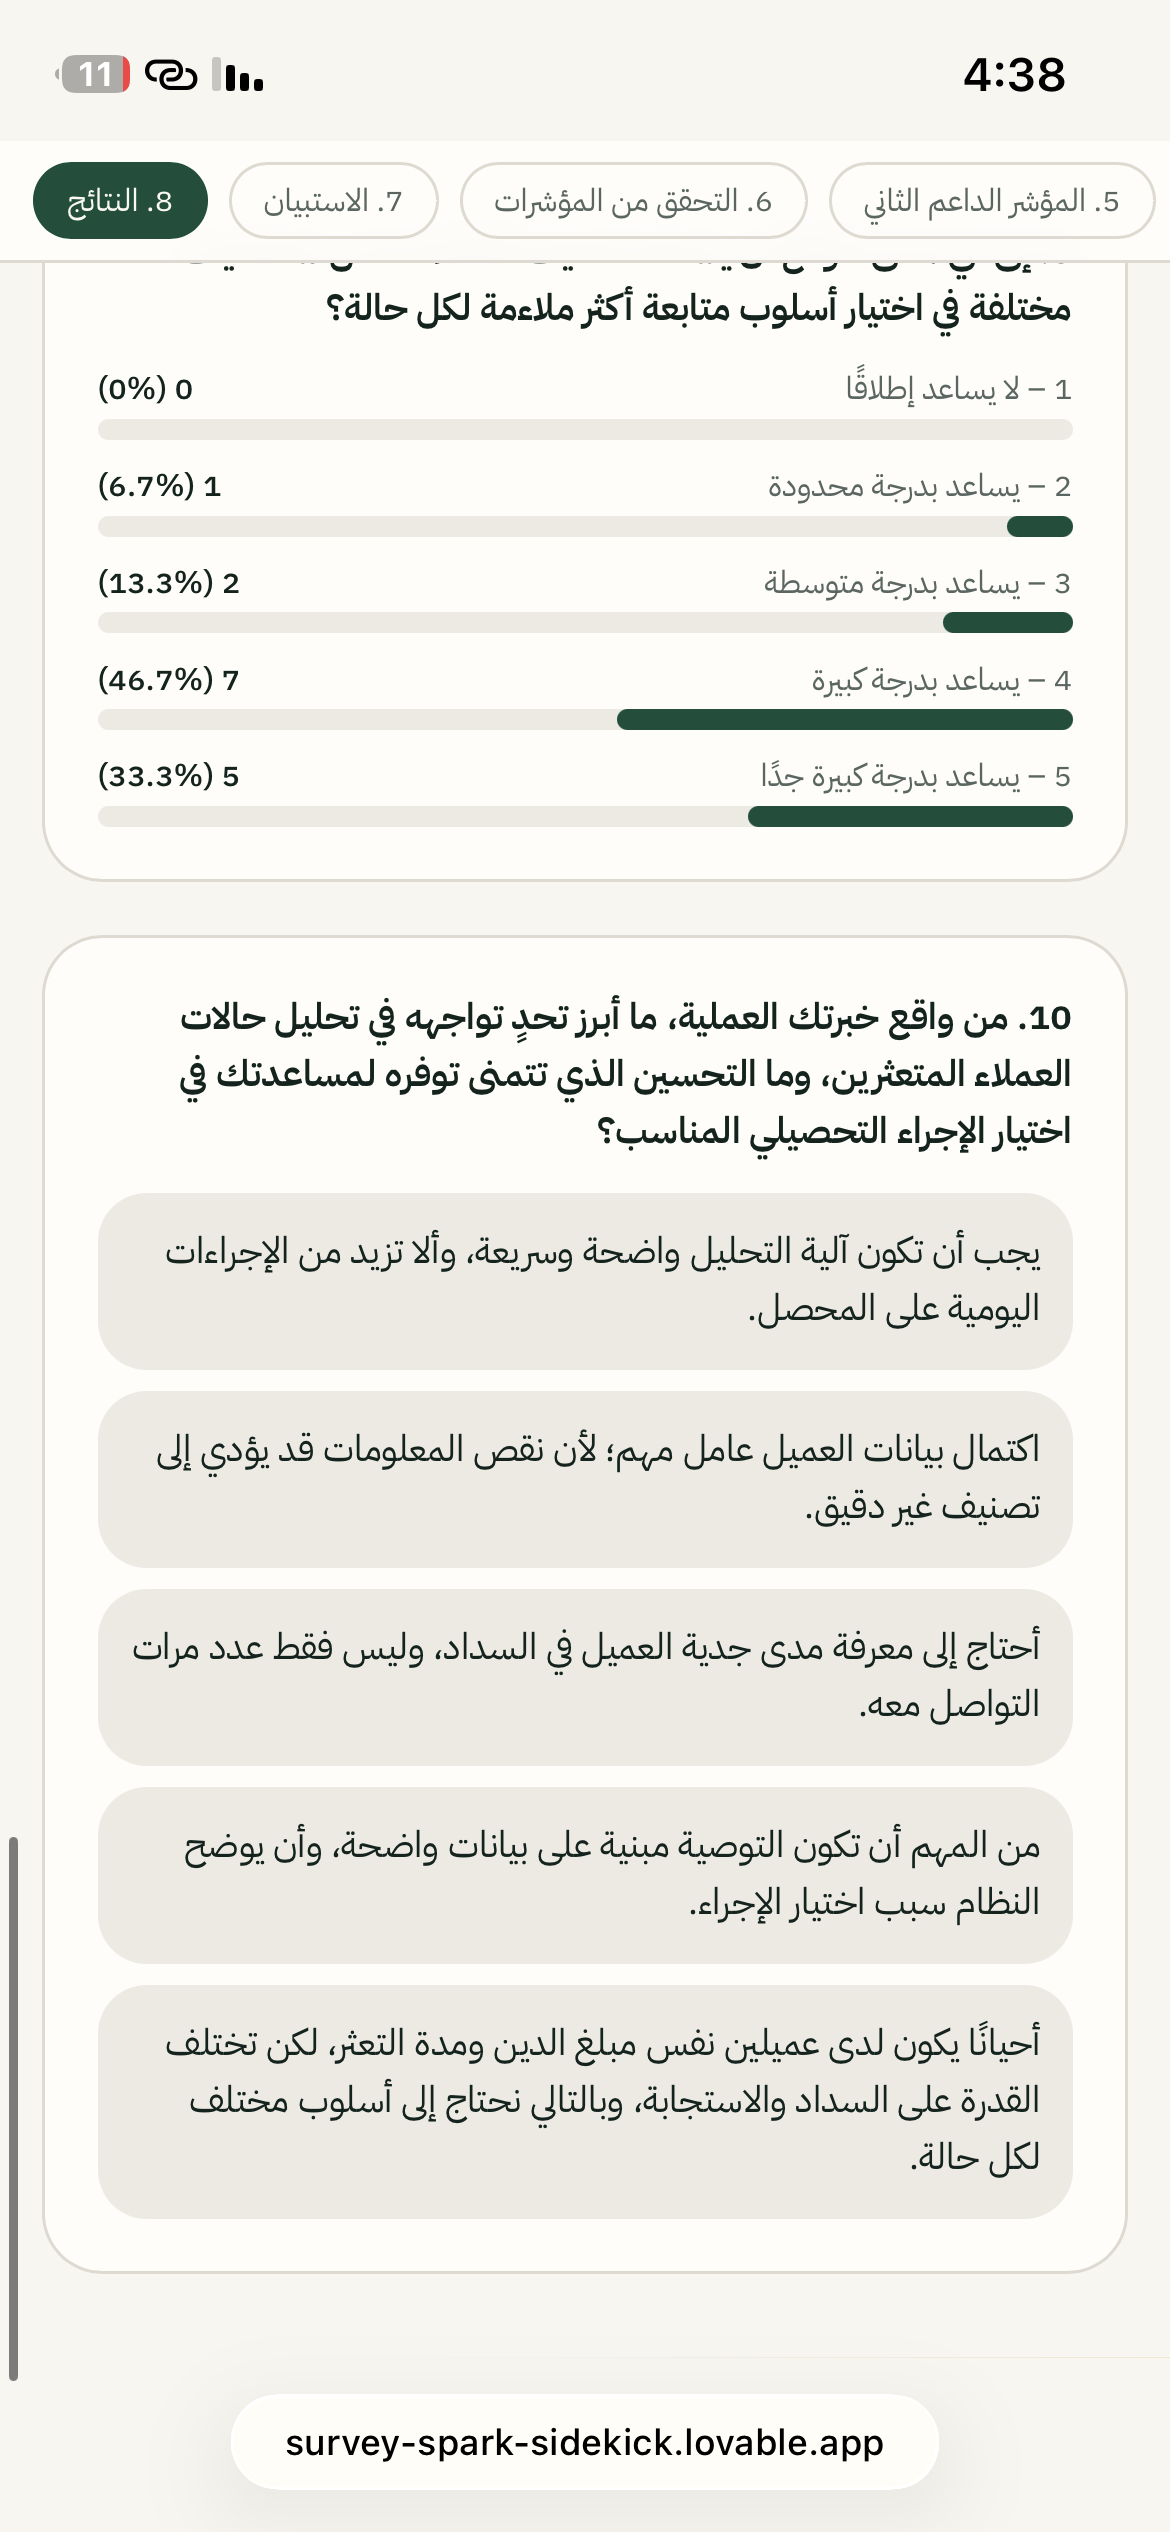 4:38
11
5. المؤشر الداعم الثاني
6. التحقق من المؤشرات
7. الاستبيان
8. النتائج
مختلفة في اختيار أسلوب متابعة أكثر ملاءمة لكل حالة؟
1 – لا يساعد إطلاقًا
0 (0%)
2 – يساعد بدرجة محدودة
1 (6.7%)
3 – يساعد بدرجة متوسطة
2 (13.3%)
4 – يساعد بدرجة كبيرة
7 (46.7%)
5 – يساعد بدرجة كبيرة جدًا
5 (33.3%)
10. من واقع خبرتك العملية، ما أبرز تحدٍ تواجهه في تحليل حالات
العملاء المتعثرين، وما التحسين الذي تتمنى توفره لمساعدتك في
اختيار الإجراء التحصيلي المناسب؟
يجب أن تكون آلية التحليل واضحة وسريعة، وألا تزيد من الإجراءات
اليومية على المحصل.
اكتمال بيانات العميل عامل مهم؛ لأن نقص المعلومات قد يؤدي إلى
تصنيف غير دقيق.
أحتاج إلى معرفة مدى جدية العميل في السداد، وليس فقط عدد مرات
التواصل معه.
من المهم أن تكون التوصية مبنية على بيانات واضحة، وأن يوضح
النظام سبب اختيار الإجراء.
أحيانًا يكون لدى عميلين نفس مبلغ الدين ومدة التعثر، لكن تختلف
القدرة على السداد والاستجابة، وبالتالي نحتاج إلى أسلوب مختلف
لكل حالة.
survey-spark-sidekick.lovable.app